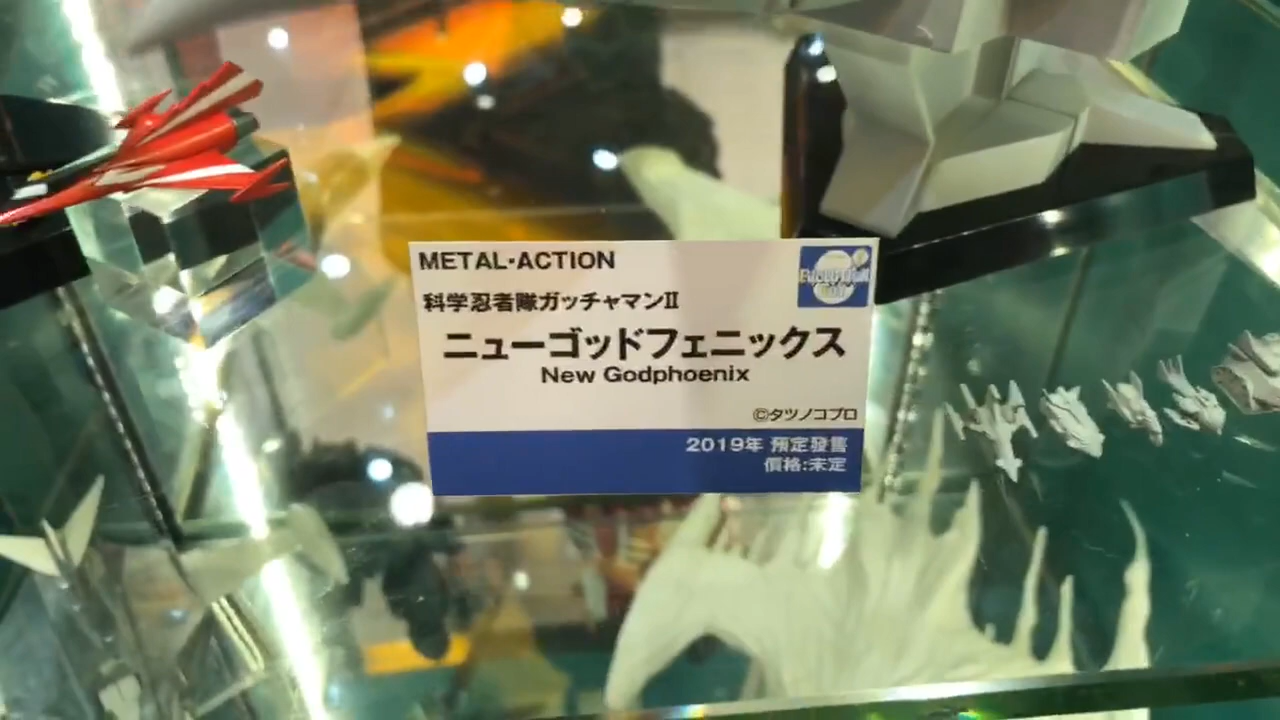 METAL・ACTION
科学忍者隊ガッチャマンⅡ
ニューゴッドフェニックス
New Godphoenix
©タツノコプロ
2019年 預定發售
價格:未定